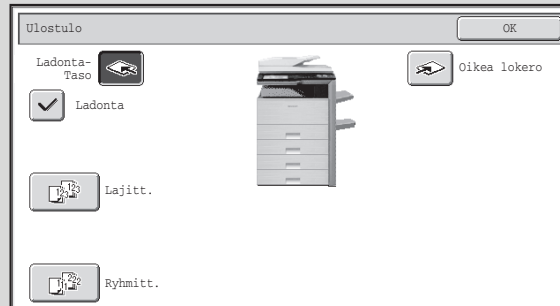 Ulostulo
OK
Ladonta-
Taso
Oikea lokero
Ladonta
Lajitt.
Ryhmitt.